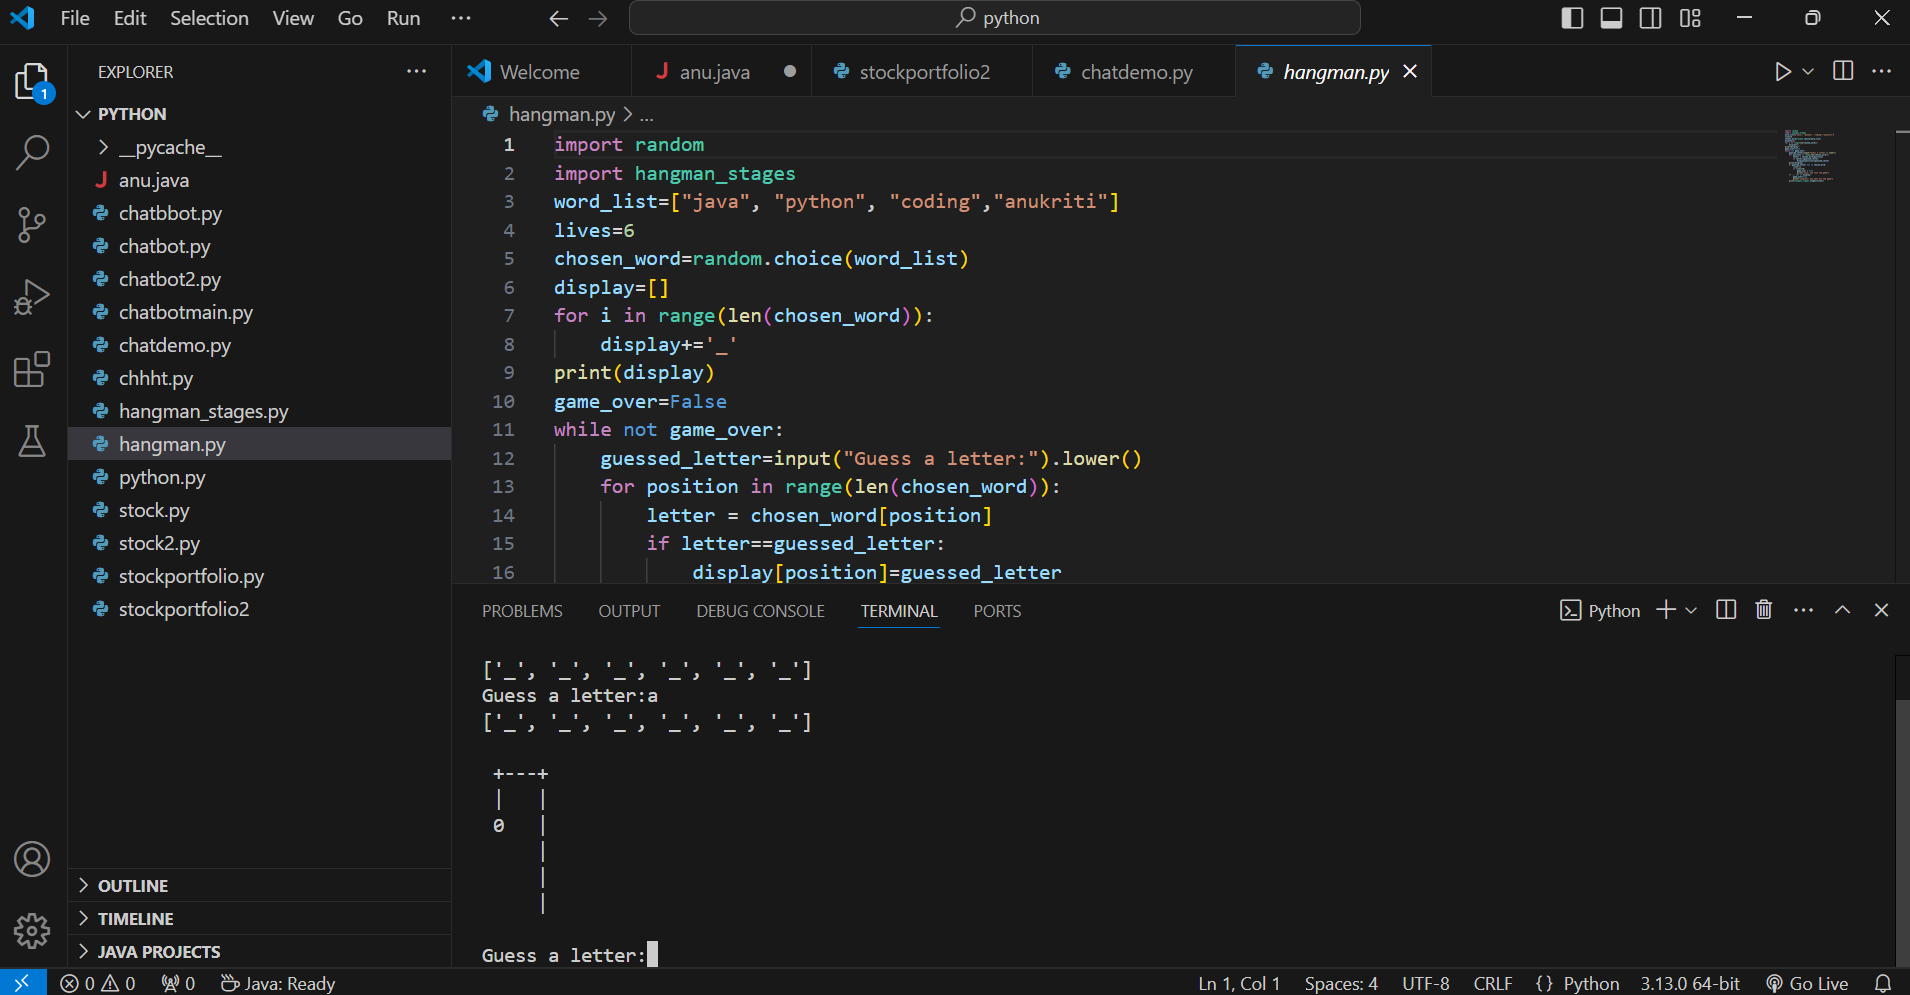 File Edit Selection View Go Run ...
python
EXPLORER ...
Welcome
anu.java
stockportfolio2
chatdemo.py
hangman.py
1
PYTHON
__pycache__
anu.java
chatbbot.py
chatbot.py
chatbot2.py
chatbotmain.py
chatdemo.py
chhht.py
hangman_stages.py
hangman.py
python.py
stock.py
stock2.py
stockportfolio.py
stockportfolio2
OUTLINE
TIMELINE
JAVA PROJECTS
hangman.py > ...
1 import random
2 import hangman_stages
3 word_list=["java", "python", "coding","anukriti"]
4 lives=6
5 chosen_word=random.choice(word_list)
6 display=[]
7 for i in range(len(chosen_word)):
8     display+='_'
9 print(display)
10 game_over=False
11 while not game_over:
12     guessed_letter=input("Guess a letter:").lower()
13     for position in range(len(chosen_word)):
14         letter = chosen_word[position]
15         if letter==guessed_letter:
16             display[position]=guessed_letter
PROBLEMS OUTPUT DEBUG CONSOLE TERMINAL PORTS
Python
['_', '_', '_', '_', '_', '_']
Guess a letter:a
['_', '_', '_', '_', '_', '_']
 +---+
 |   |
 0   |
     |
     |
     |
Guess a letter:
0 0 0 Java: Ready
Ln 1, Col 1 Spaces: 4 UTF-8 CRLF {} Python 3.13.0 64-bit Go Live